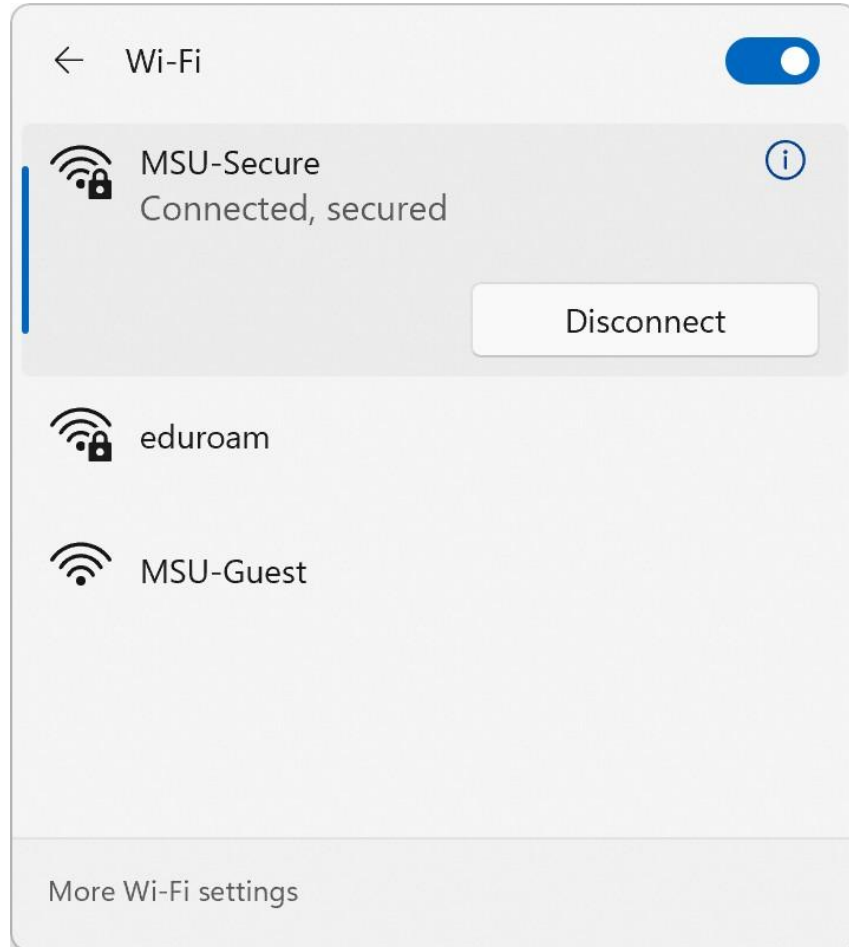 Wi-Fi
MSU-Secure
Connected, secured
Disconnect
eduroam
MSU-Guest
More Wi-Fi settings